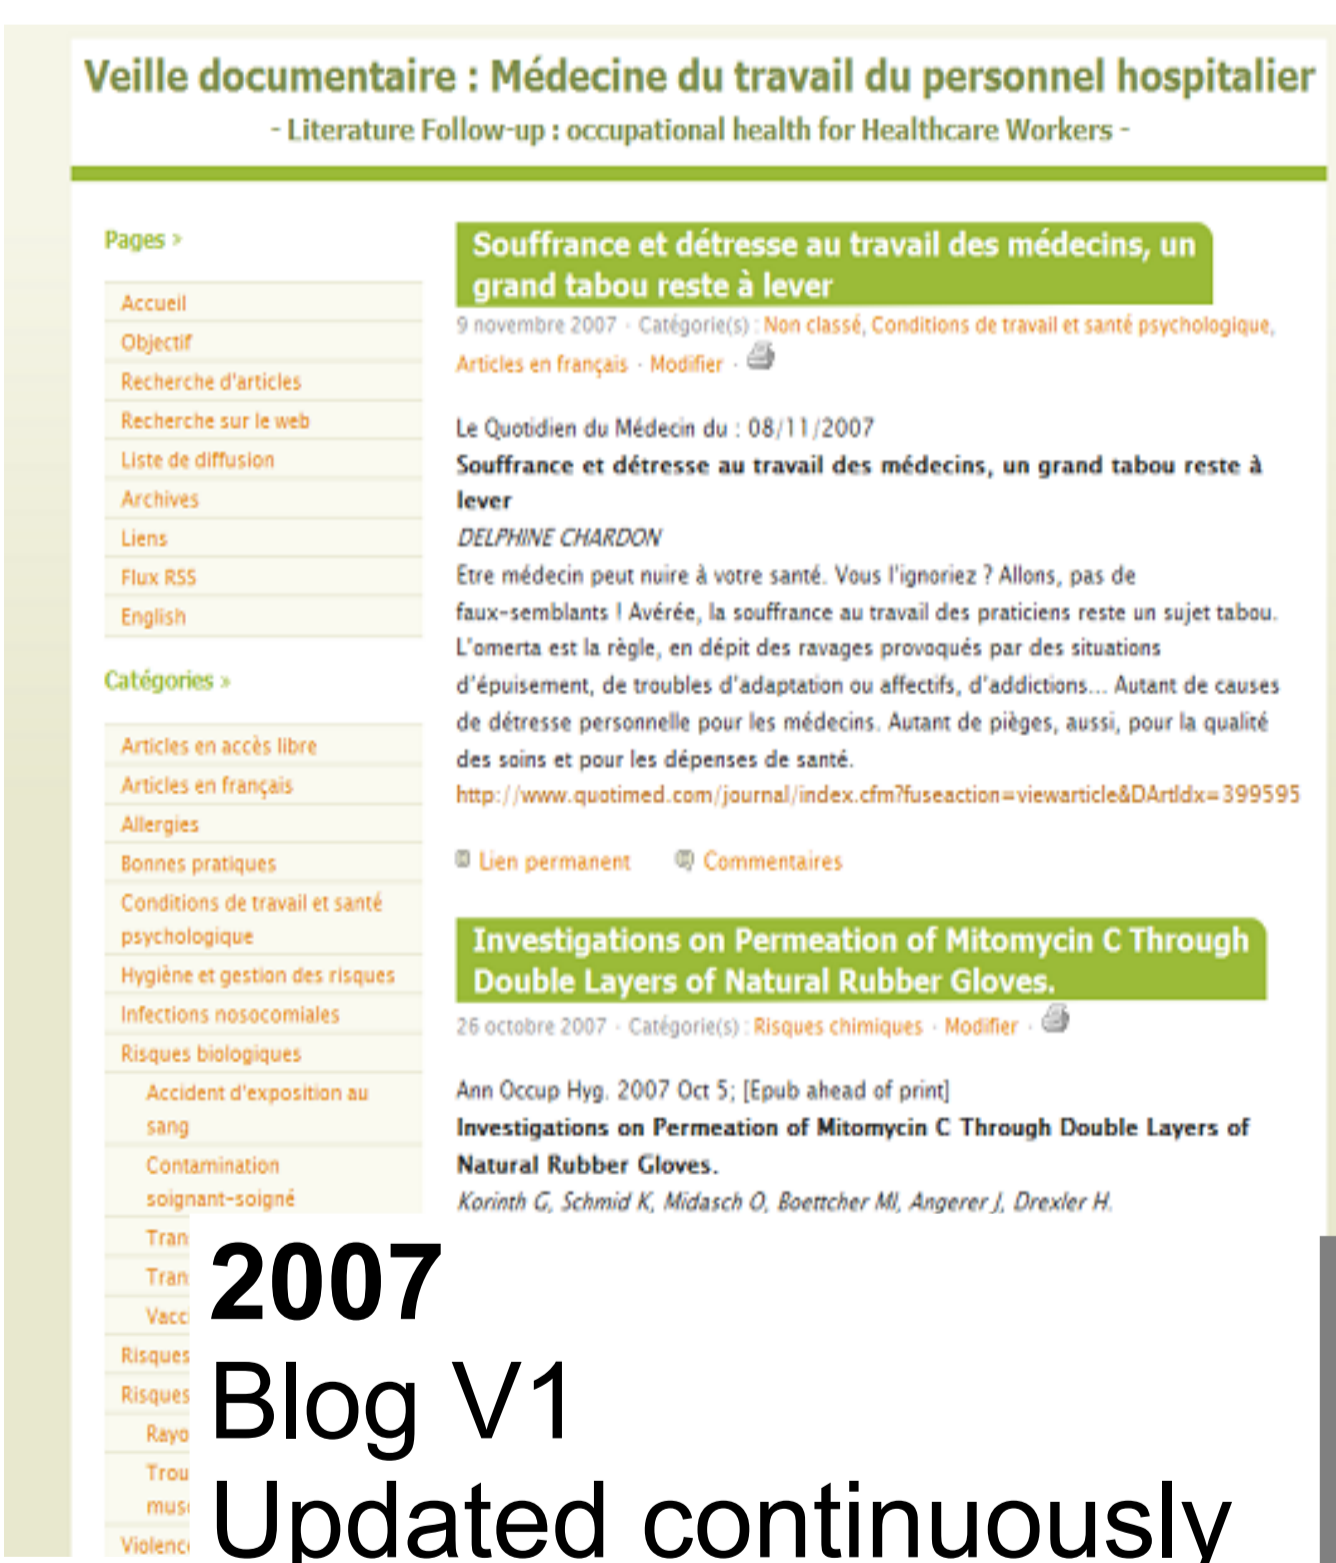 Veille documentaire : Médecine du travail du personnel hospitalier
- Literature Follow-up : occupational health for Healthcare Workers -
Pages »
Accueil
Objectif
Recherche d'articles
Recherche sur le web
Liste de diffusion
Archives
Liens
Flux RSS
English
Catégories »
Articles en accès libre
Articles en français
Allergies
Bonnes pratiques
Conditions de travail et santé
psychologique
Hygiène et gestion des risques
Infections nosocomiales
Risques biologiques
Accident d'exposition au
sang
Contamination
soignant-soigné
Risques
Risques
Souffrance et détresse au travail des médecins, un
grand tabou reste à lever
9 novembre 2007 · Catégorie(s) : Non classé, Conditions de travail et santé psychologique,
Articles en français · Modifier ·
Le Quotidien du Médecin du : 08/11/2007
Souffrance et détresse au travail des médecins, un grand tabou reste à
lever
DELPHINE CHARDON
Etre médecin peut nuire à votre santé. Vous l'ignoriez ? Allons, pas de
faux-semblants ! Avérée, la souffrance au travail des praticiens reste un sujet tabou.
L'omerta est la règle, en dépit des ravages provoqués par des situations
d'épuisement, de troubles d'adaptation ou affectifs, d'addictions... Autant de causes
de détresse personnelle pour les médecins. Autant de pièges, aussi, pour la qualité
des soins et pour les dépenses de santé.
http://www.quotimed.com/journal/index.cfm?fuseaction=viewarticle&DArtIdx=399595
Lien permanent Commentaires
Investigations on Permeation of Mitomycin C Through
Double Layers of Natural Rubber Gloves.
26 octobre 2007 · Catégorie(s) : Risques chimiques · Modifier ·
Ann Occup Hyg. 2007 Oct 5; [Epub ahead of print]
Investigations on Permeation of Mitomycin C Through Double Layers of
Natural Rubber Gloves.
Korinth G, Schmid K, Midasch O, Boettcher MI, Angerer J, Drexler H.
2007
Blog V1
Updated continuously